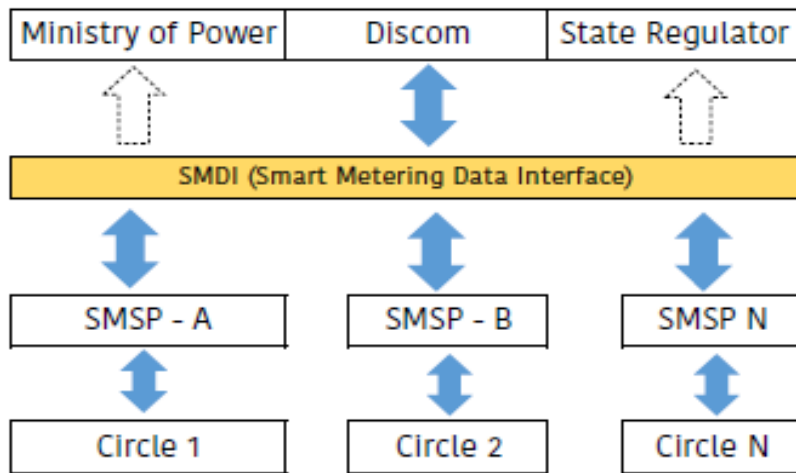 Ministry of Power
Discom
State Regulator
SMDI (Smart Metering Data Interface)
SMSP - A
SMSP - B
SMSP N
Circle 1
Circle 2
Circle N